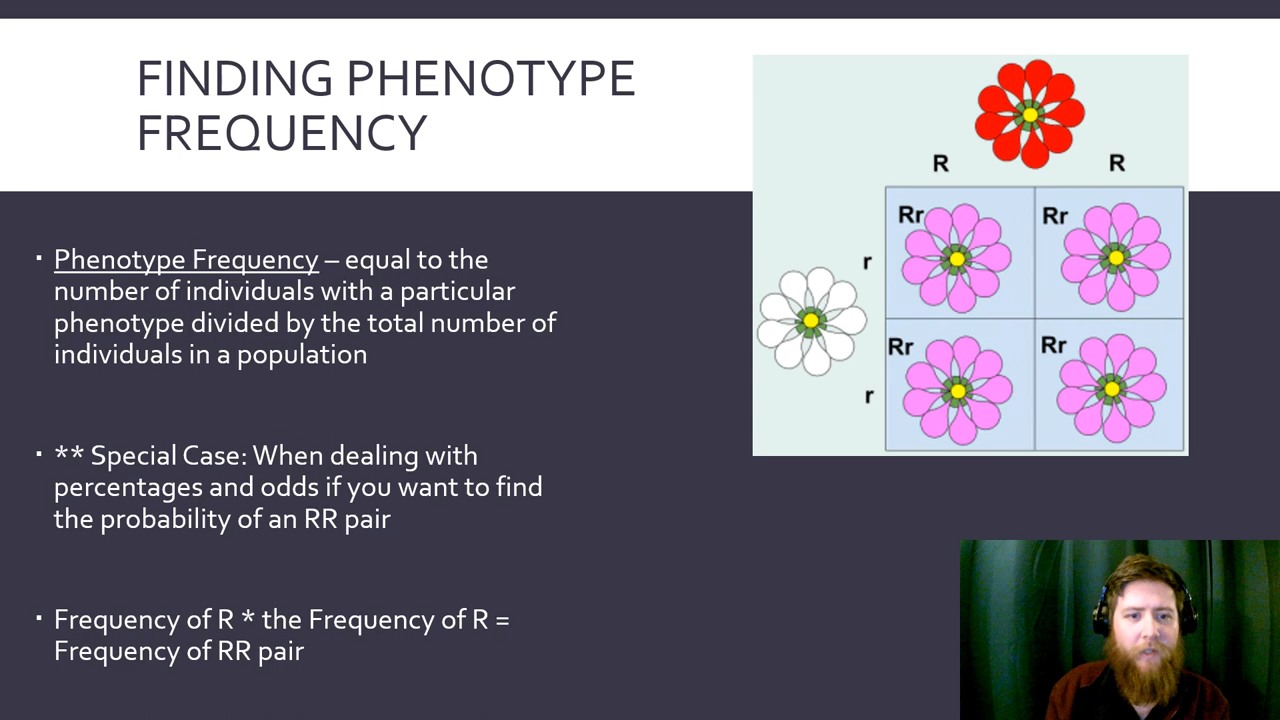 FINDING PHENOTYPE
FREQUENCY
▪ Phenotype Frequency – equal to the
number of individuals with a particular
phenotype divided by the total number of
individuals in a population
▪ ** Special Case: When dealing with
percentages and odds if you want to find
the probability of an RR pair
▪ Frequency of R * the Frequency of R =
Frequency of RR pair
R R
Rr Rr
r
Rr Rr
r